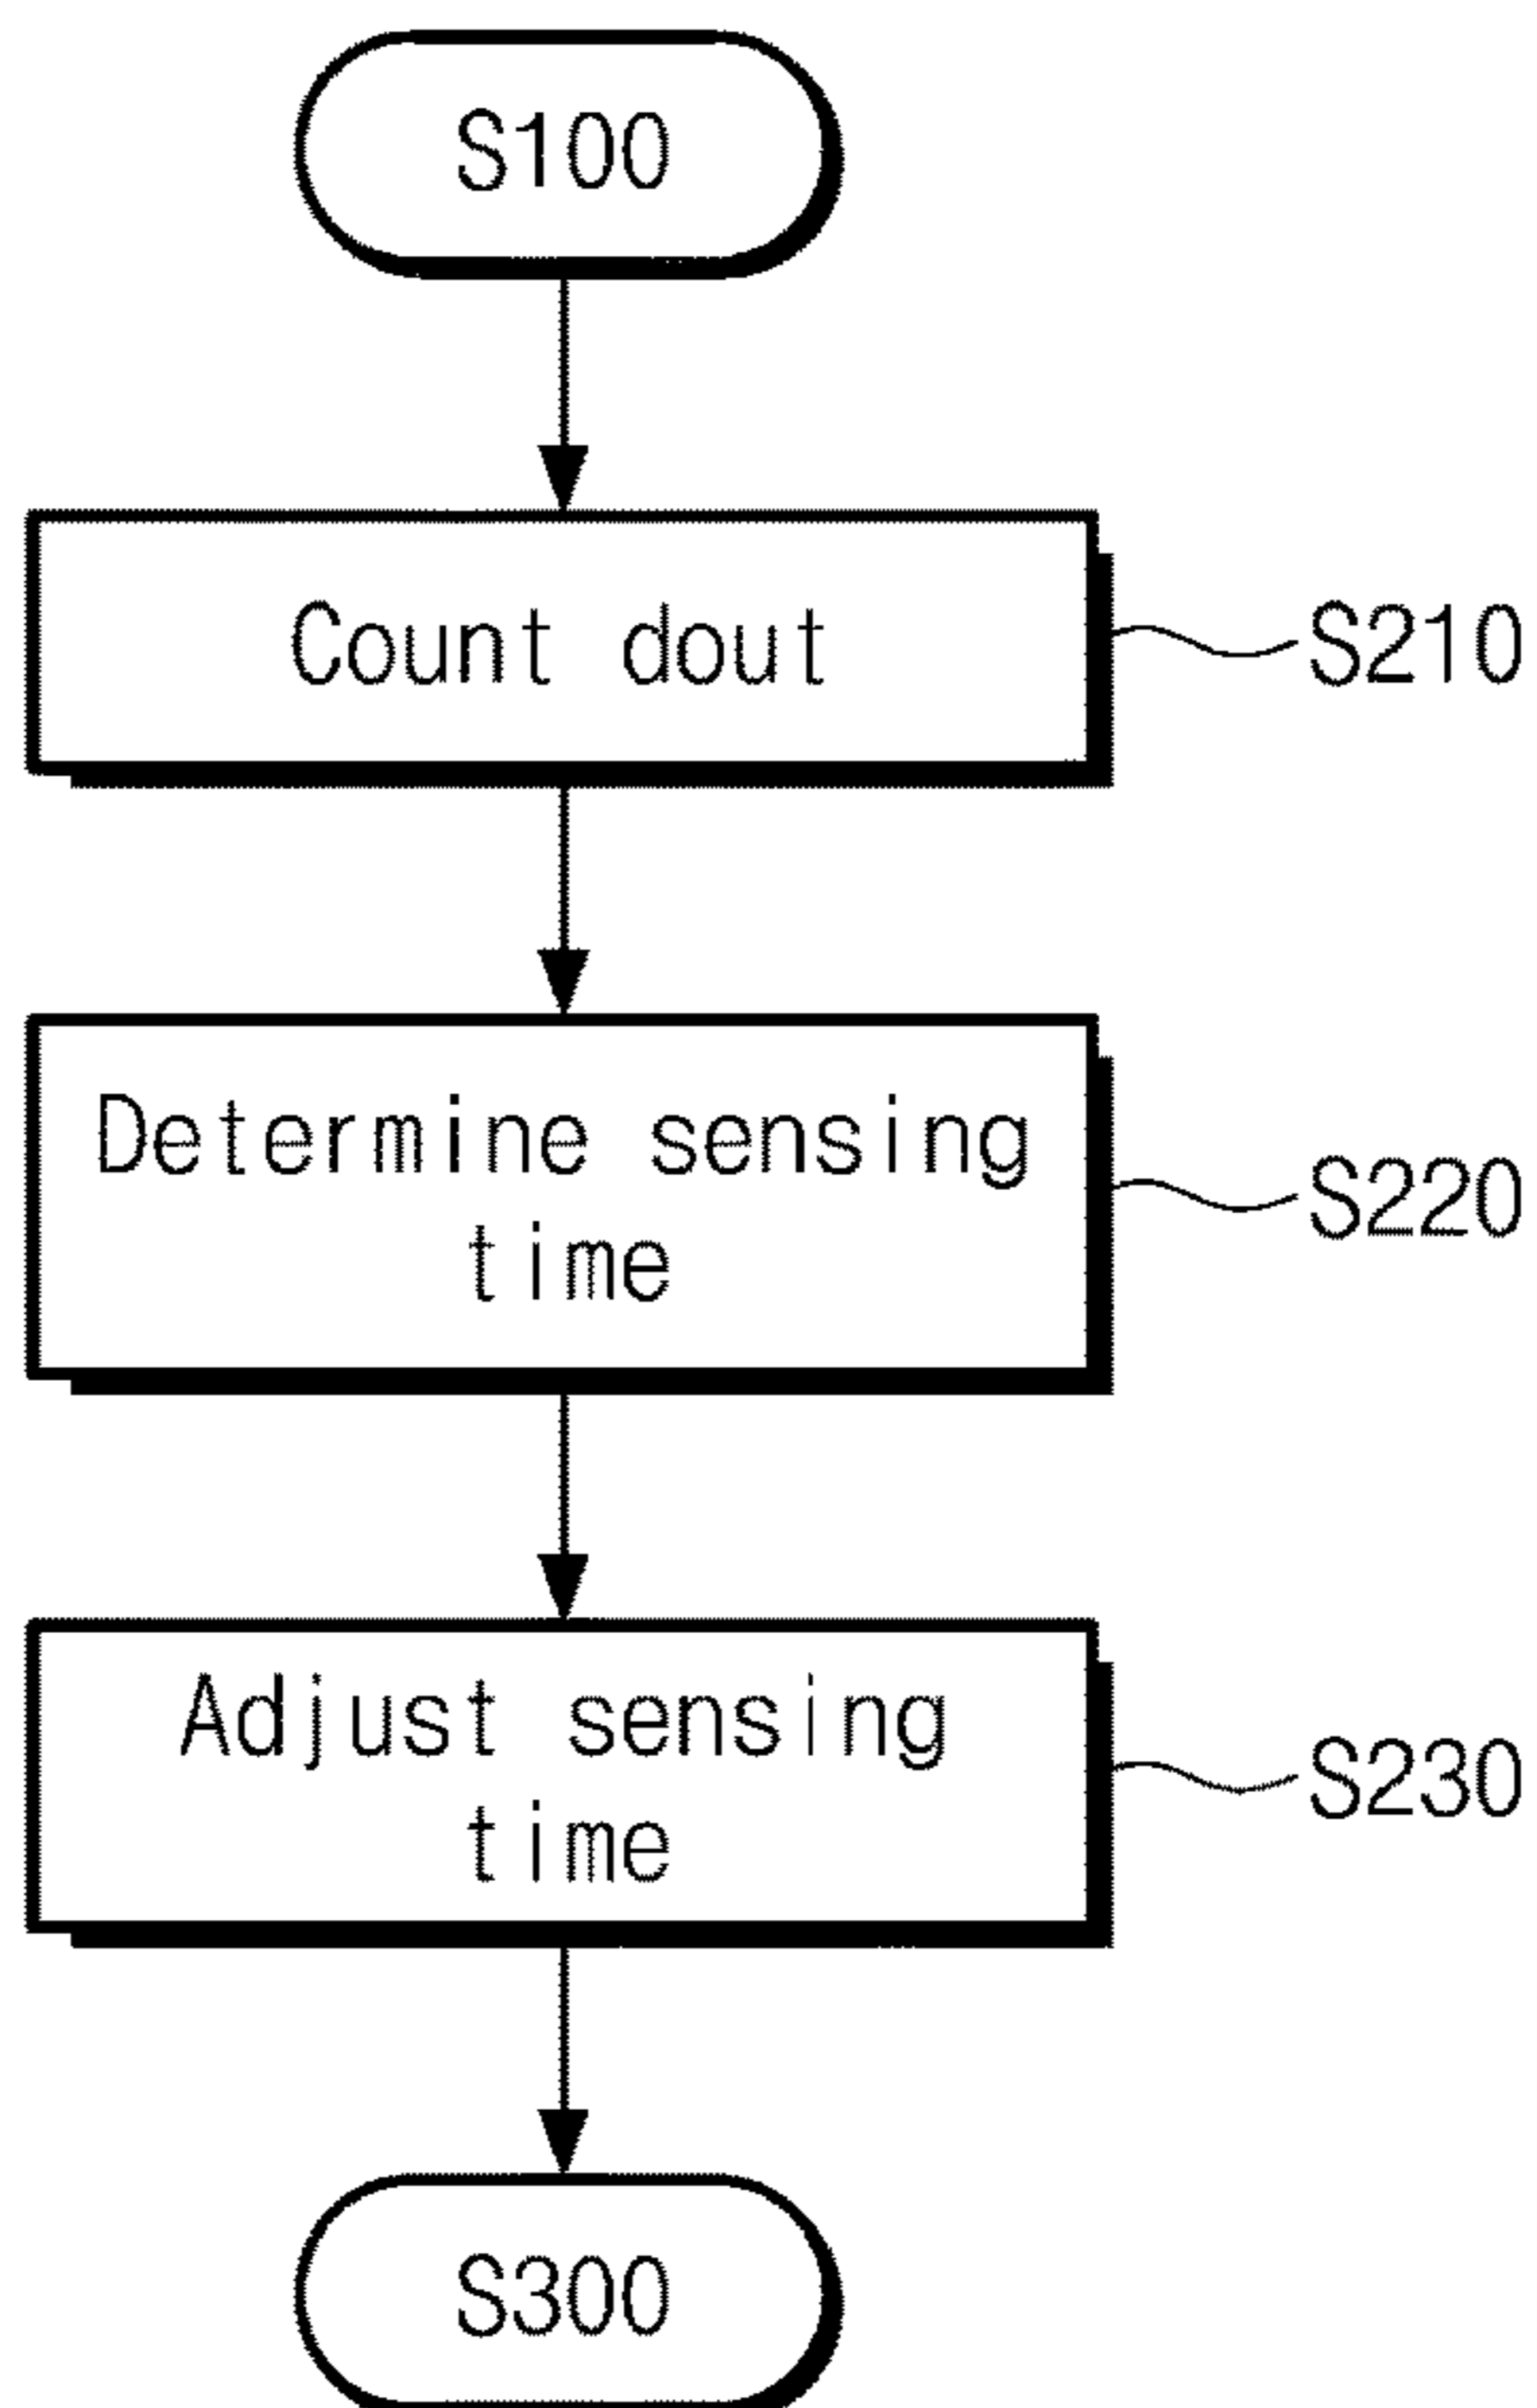 S100
Count dout
S210
Determine sensing
time
S220
Adjust sensing
time
S230
S300